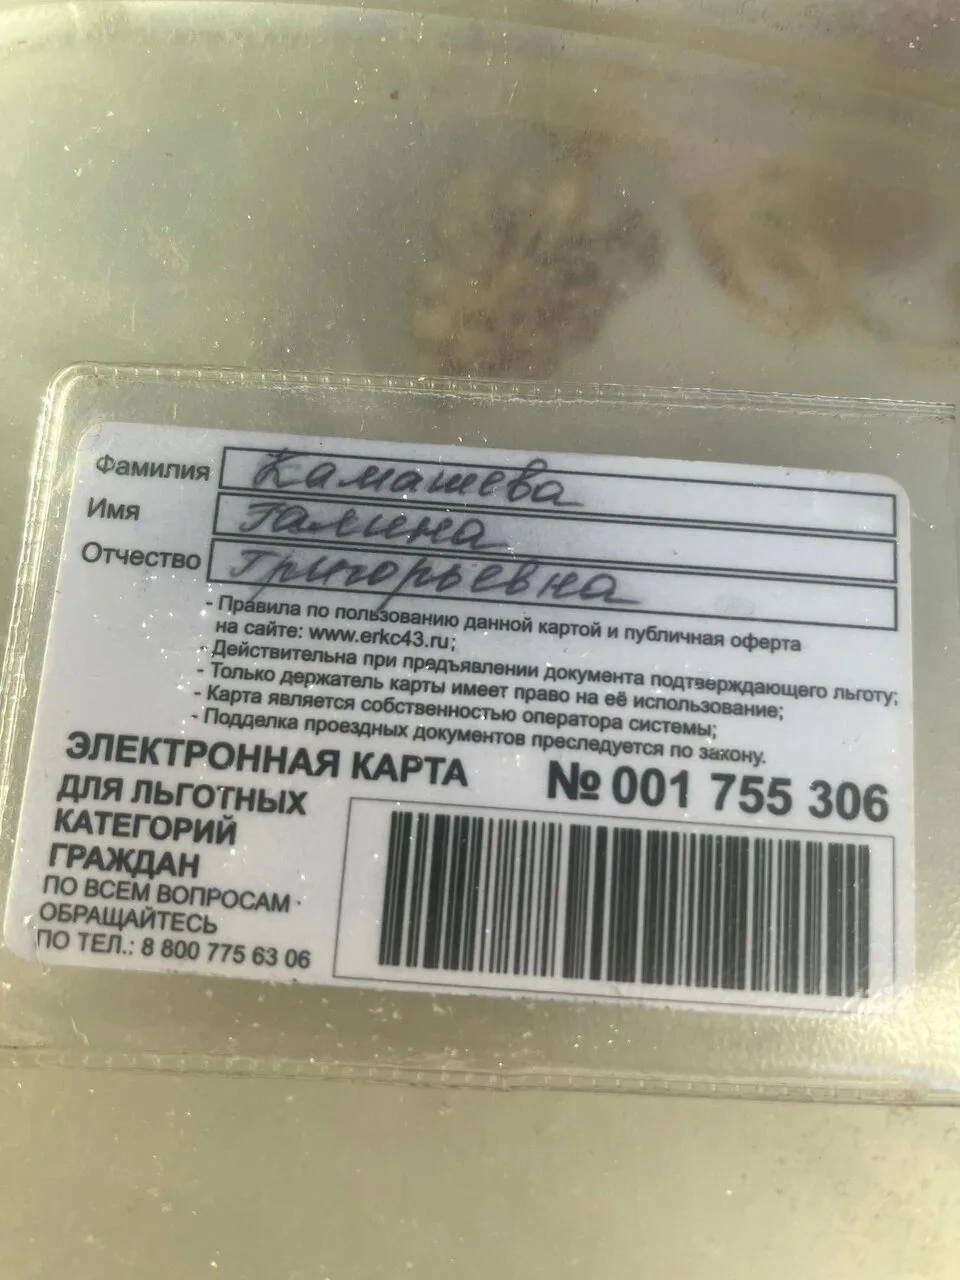 Фамилия Камашева
Имя Галина
Отчество Григорьевна
- Правила по пользованию данной картой и публичная оферта
на сайте: www.erkc43.ru;
- Действительна при предъявлении документа подтверждающего льготу;
- Только держатель карты имеет право на её использование;
- Карта является собственностью оператора системы;
- Подделка проездных документов преследуется по закону.
ЭЛЕКТРОННАЯ КАРТА
№ 001 755 306
ДЛЯ ЛЬГОТНЫХ
КАТЕГОРИЙ
ГРАЖДАН
ПО ВСЕМ ВОПРОСАМ
ОБРАЩАЙТЕСЬ
ПО ТЕЛ.: 8 800 775 63 06